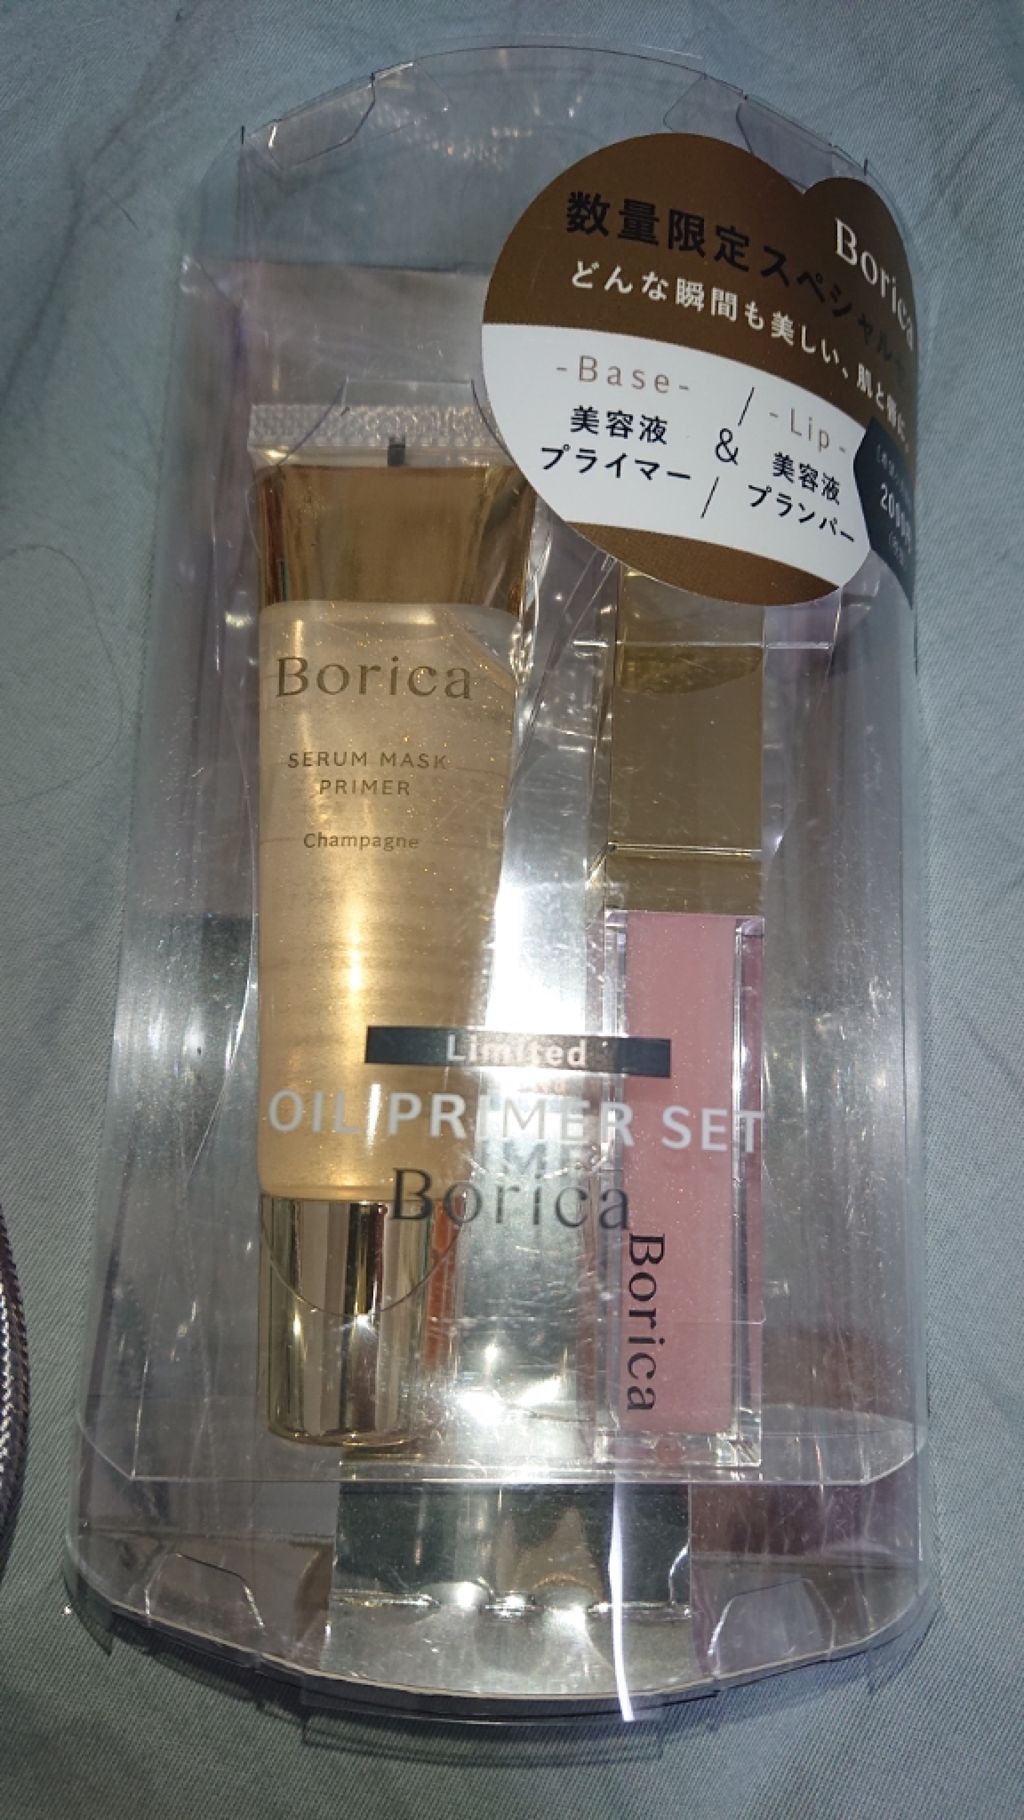 Borica
数量限定スペシャル
どんな瞬間も美しい、肌と唇に。
-Base-
美容液
プライマー
&
-Lip-
美容液
プランパー
Borica
SERUM MASK
PRIMER
Champagne
Limited
OIL PRIMER SET
Borica
Borica